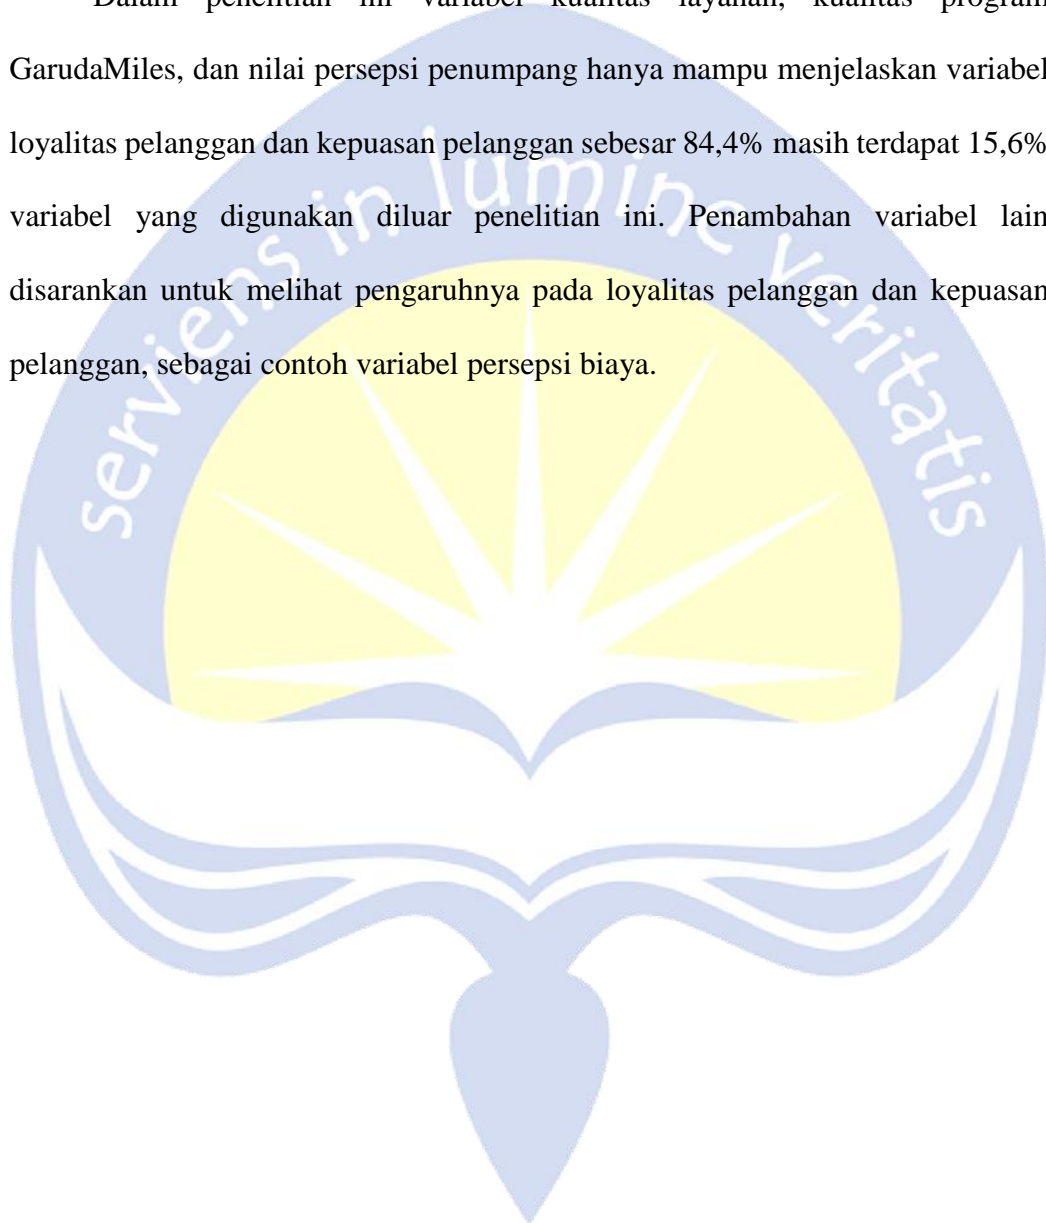 Dalam penelitian ini variabel kualitas layanan, kualitas program
GarudaMiles, dan nilai persepsi penumpang hanya mampu menjelaskan variabel
loyalitas pelanggan dan kepuasan pelanggan sebesar 84,4% masih terdapat 15,6%
variabel yang digunakan diluar penelitian ini. Penambahan variabel lain
disarankan untuk melihat pengaruhnya pada loyalitas pelanggan dan kepuasan
pelanggan, sebagai contoh variabel persepsi biaya.
serviens in lumine veritatis